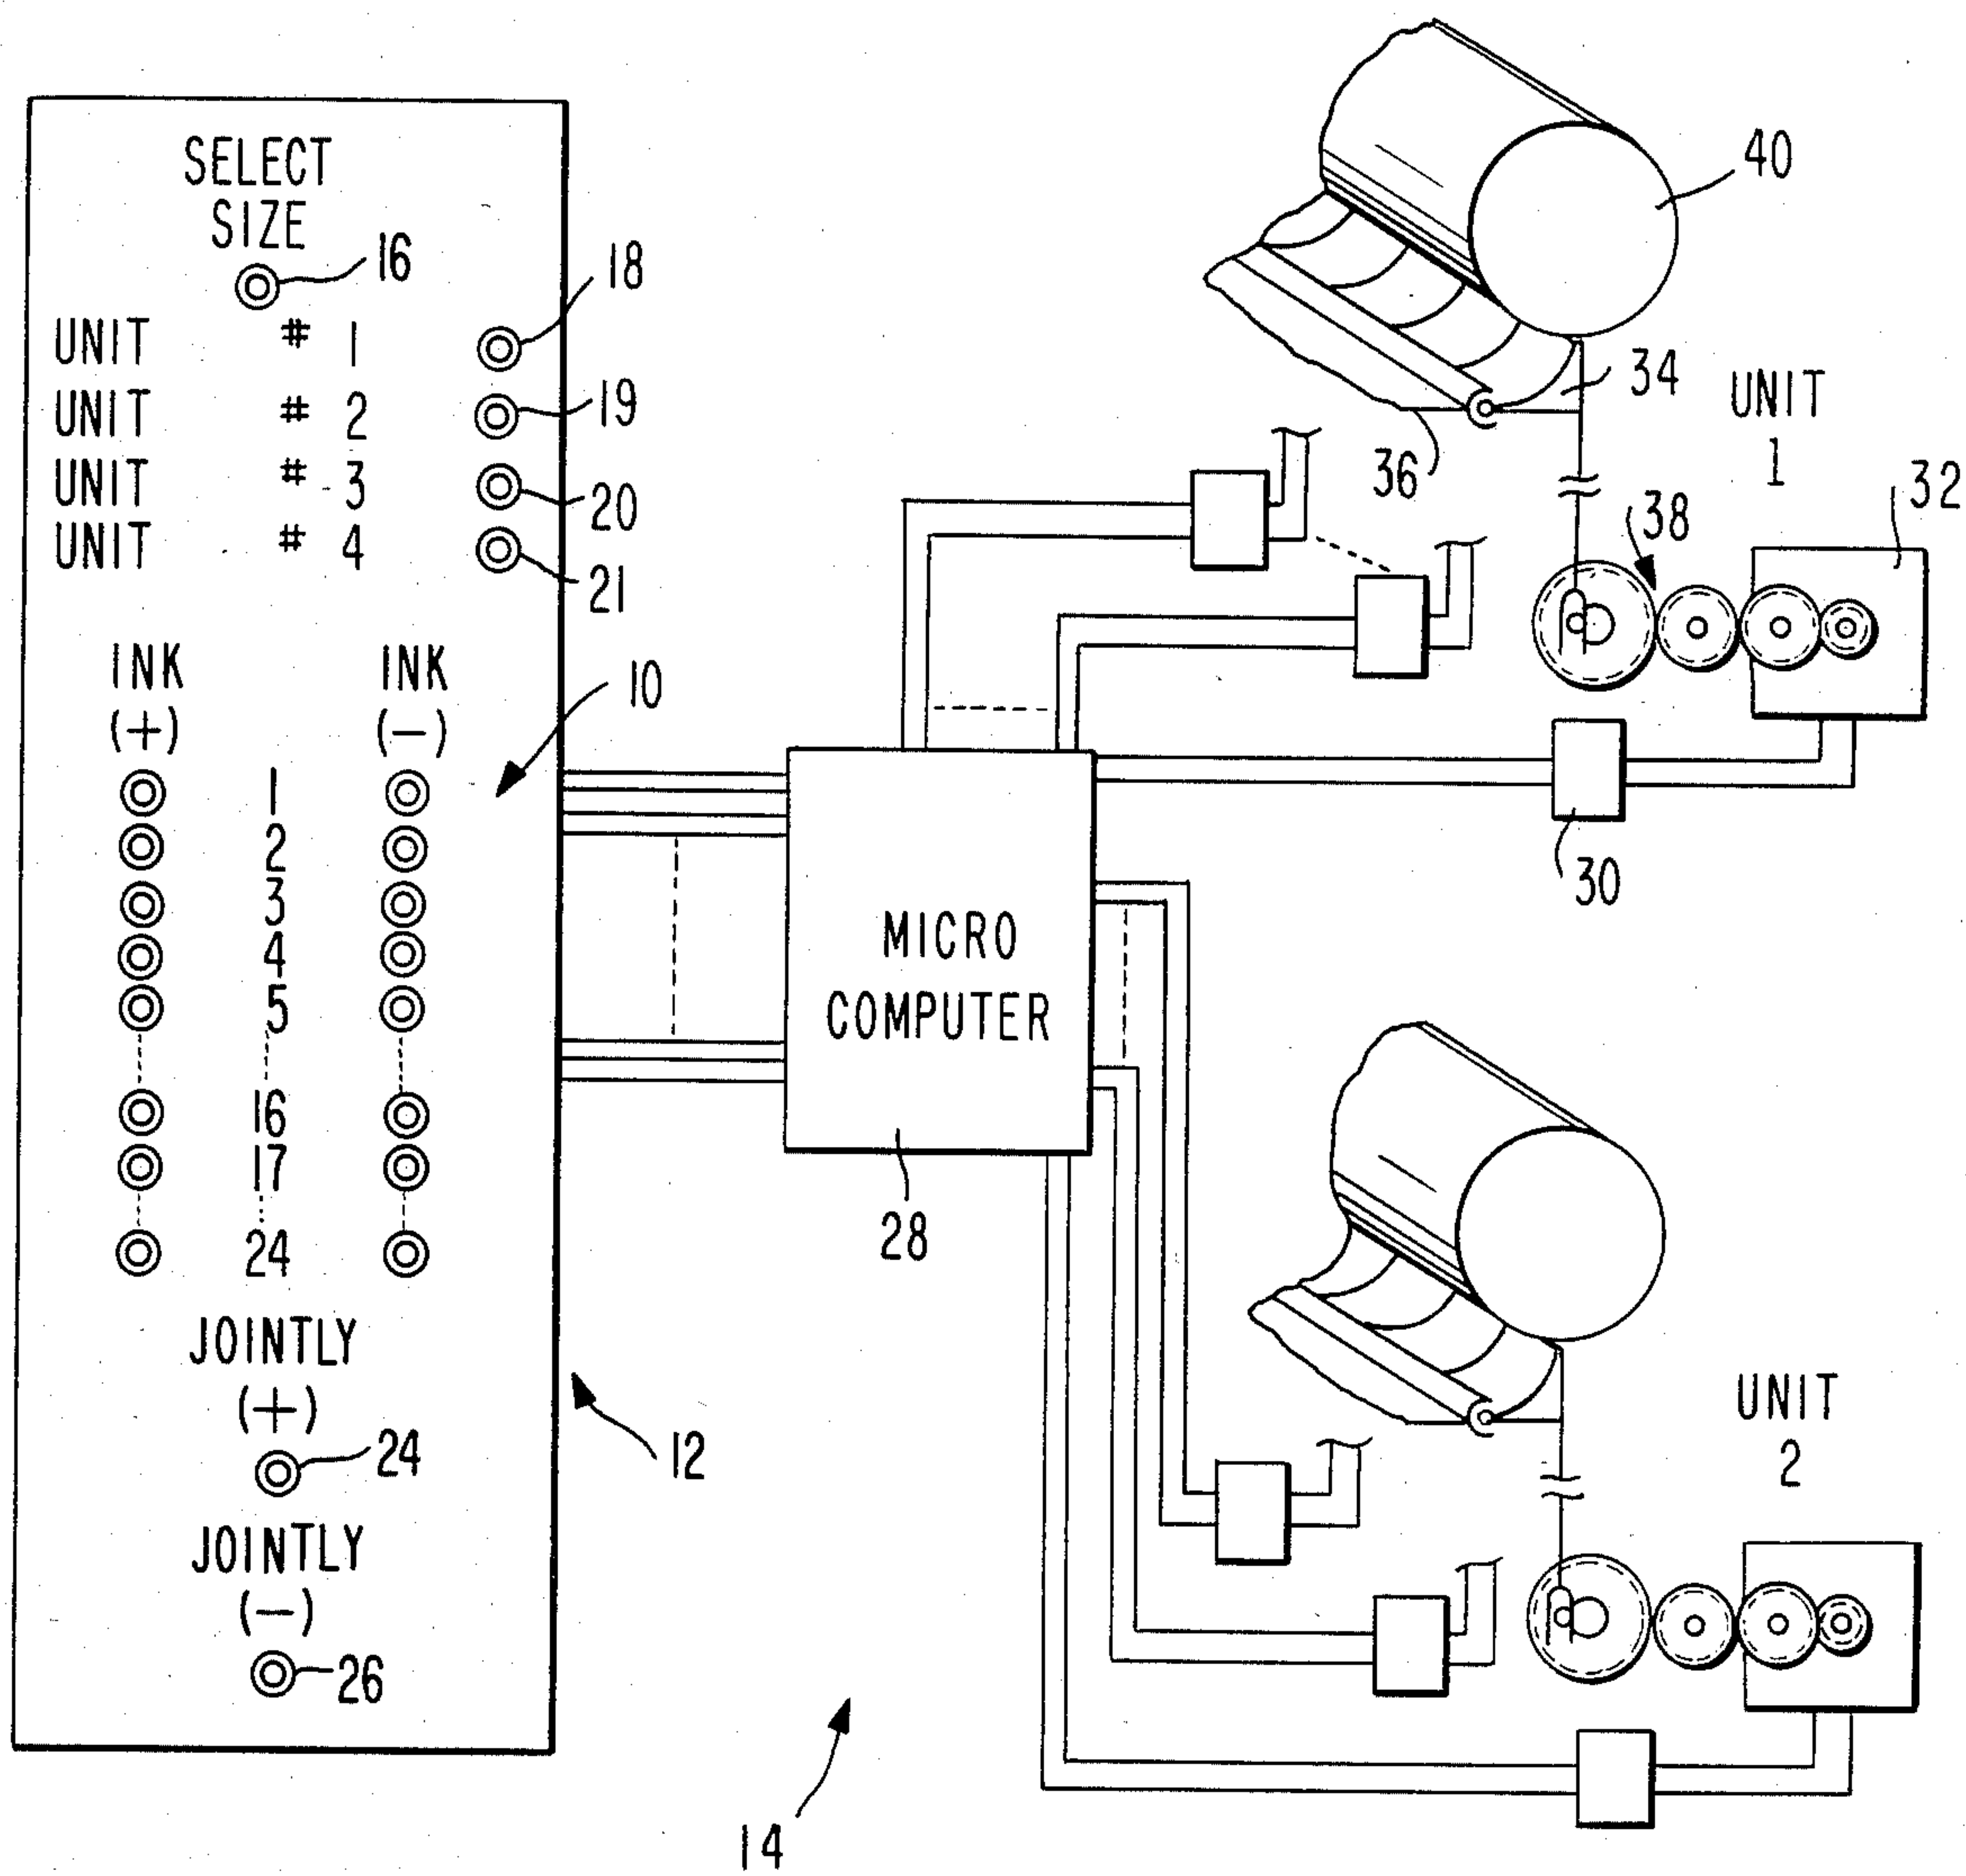 SELECT
SIZE
16
UNIT # 1
18
UNIT # 2
19
UNIT # 3
20
UNIT # 4
21
INK INK
(+) (-)
10
1
2
3
4
5
16
17
24
JOINTLY
(+)
24
12
JOINTLY
(-)
26
MICRO
COMPUTER
28
14
40
34
36
UNIT
1
32
38
30
UNIT
2